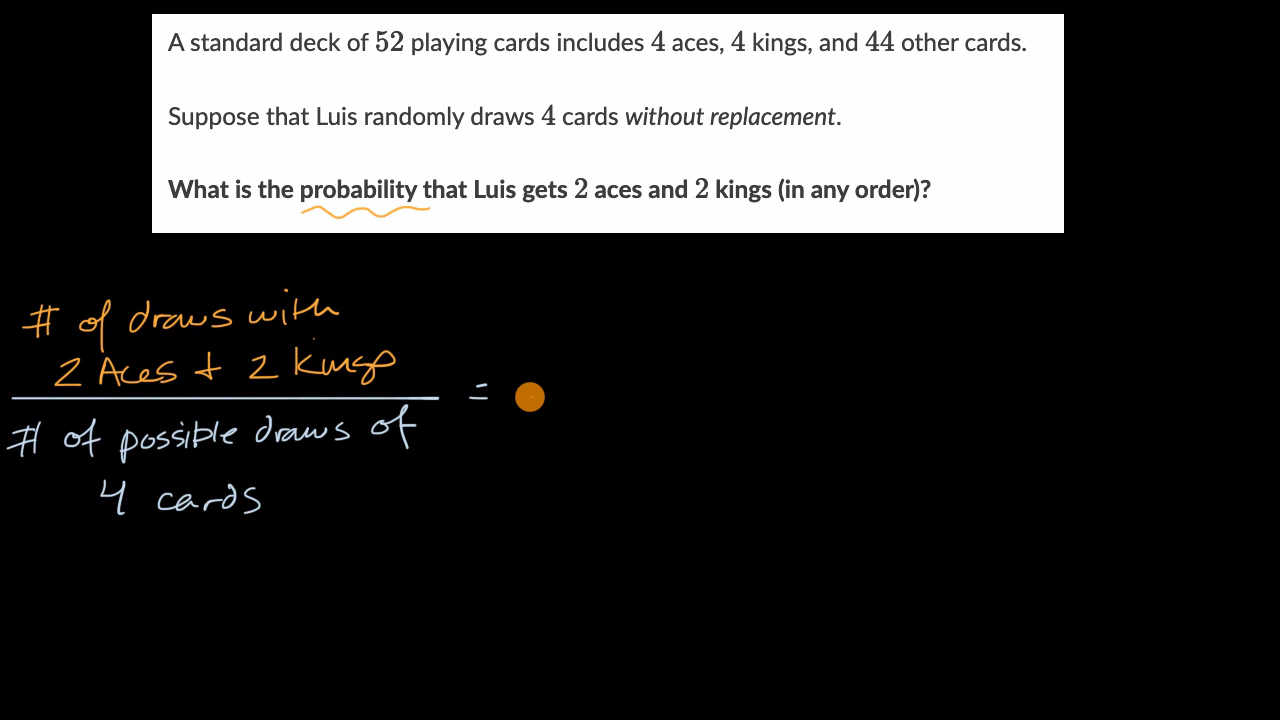 A standard deck of 52 playing cards includes 4 aces, 4 kings, and 44 other cards.
Suppose that Luis randomly draws 4 cards without replacement.
What is the probability that Luis gets 2 aces and 2 kings (in any order)?
# of draws with
2 Aces + 2 Kings
=
# of possible draws of
4 cards